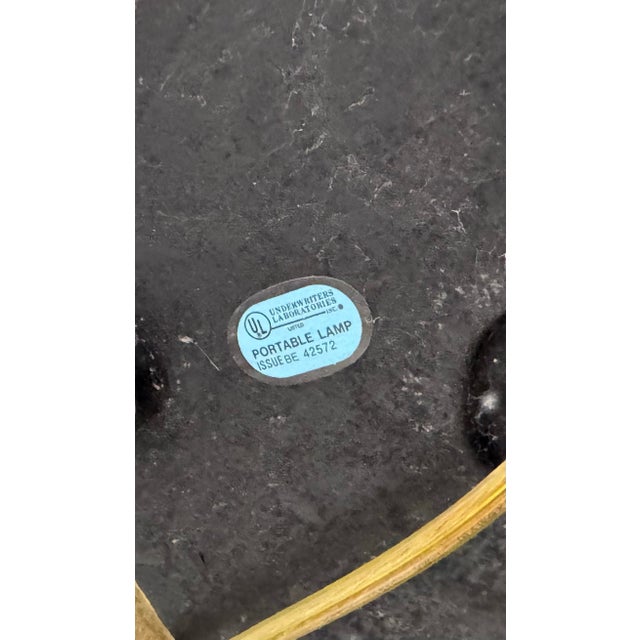 UL
UNDERWRITERS
LABORATORIES
INC.®
LISTED
PORTABLE LAMP
ISSUE BE 42572